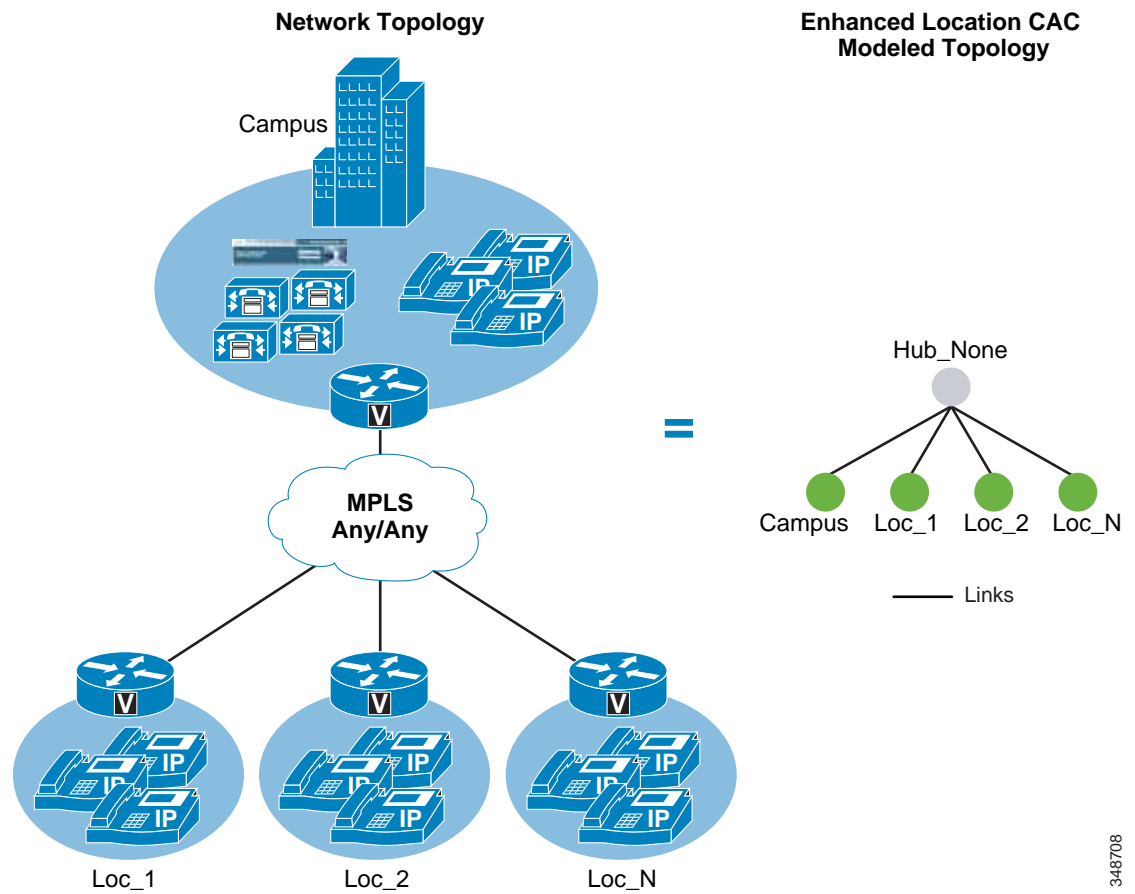 Network Topology
Enhanced Location CAC
Modeled Topology
Campus
IP
IP
IP
V
=
Hub_None
MPLS
Any/Any
Campus
Loc_1
Loc_2
Loc_N
Links
V
V
V
IP
IP
IP
IP
IP
IP
IP
IP
IP
Loc_1
Loc_2
Loc_N
348708